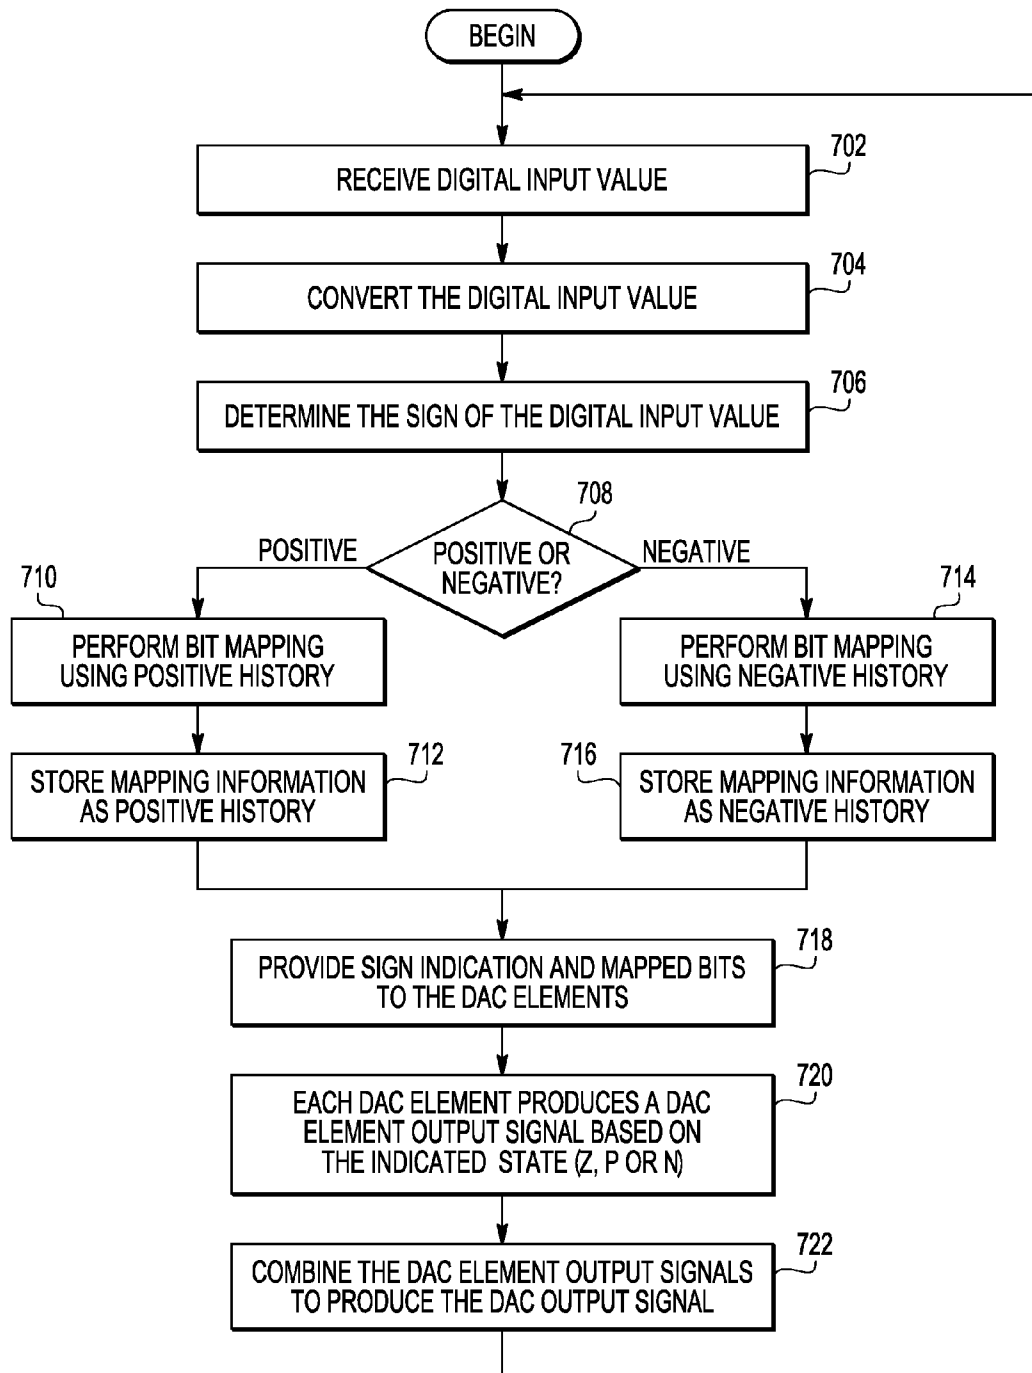 BEGIN
702
RECEIVE DIGITAL INPUT VALUE
704
CONVERT THE DIGITAL INPUT VALUE
706
DETERMINE THE SIGN OF THE DIGITAL INPUT VALUE
708
POSITIVE
POSITIVE OR
NEGATIVE?
NEGATIVE
710
PERFORM BIT MAPPING
USING POSITIVE HISTORY
714
PERFORM BIT MAPPING
USING NEGATIVE HISTORY
712
STORE MAPPING INFORMATION
AS POSITIVE HISTORY
716
STORE MAPPING INFORMATION
AS NEGATIVE HISTORY
718
PROVIDE SIGN INDICATION AND MAPPED BITS
TO THE DAC ELEMENTS
720
EACH DAC ELEMENT PRODUCES A DAC
ELEMENT OUTPUT SIGNAL BASED ON
THE INDICATED STATE (Z, P OR N)
722
COMBINE THE DAC ELEMENT OUTPUT SIGNALS
TO PRODUCE THE DAC OUTPUT SIGNAL